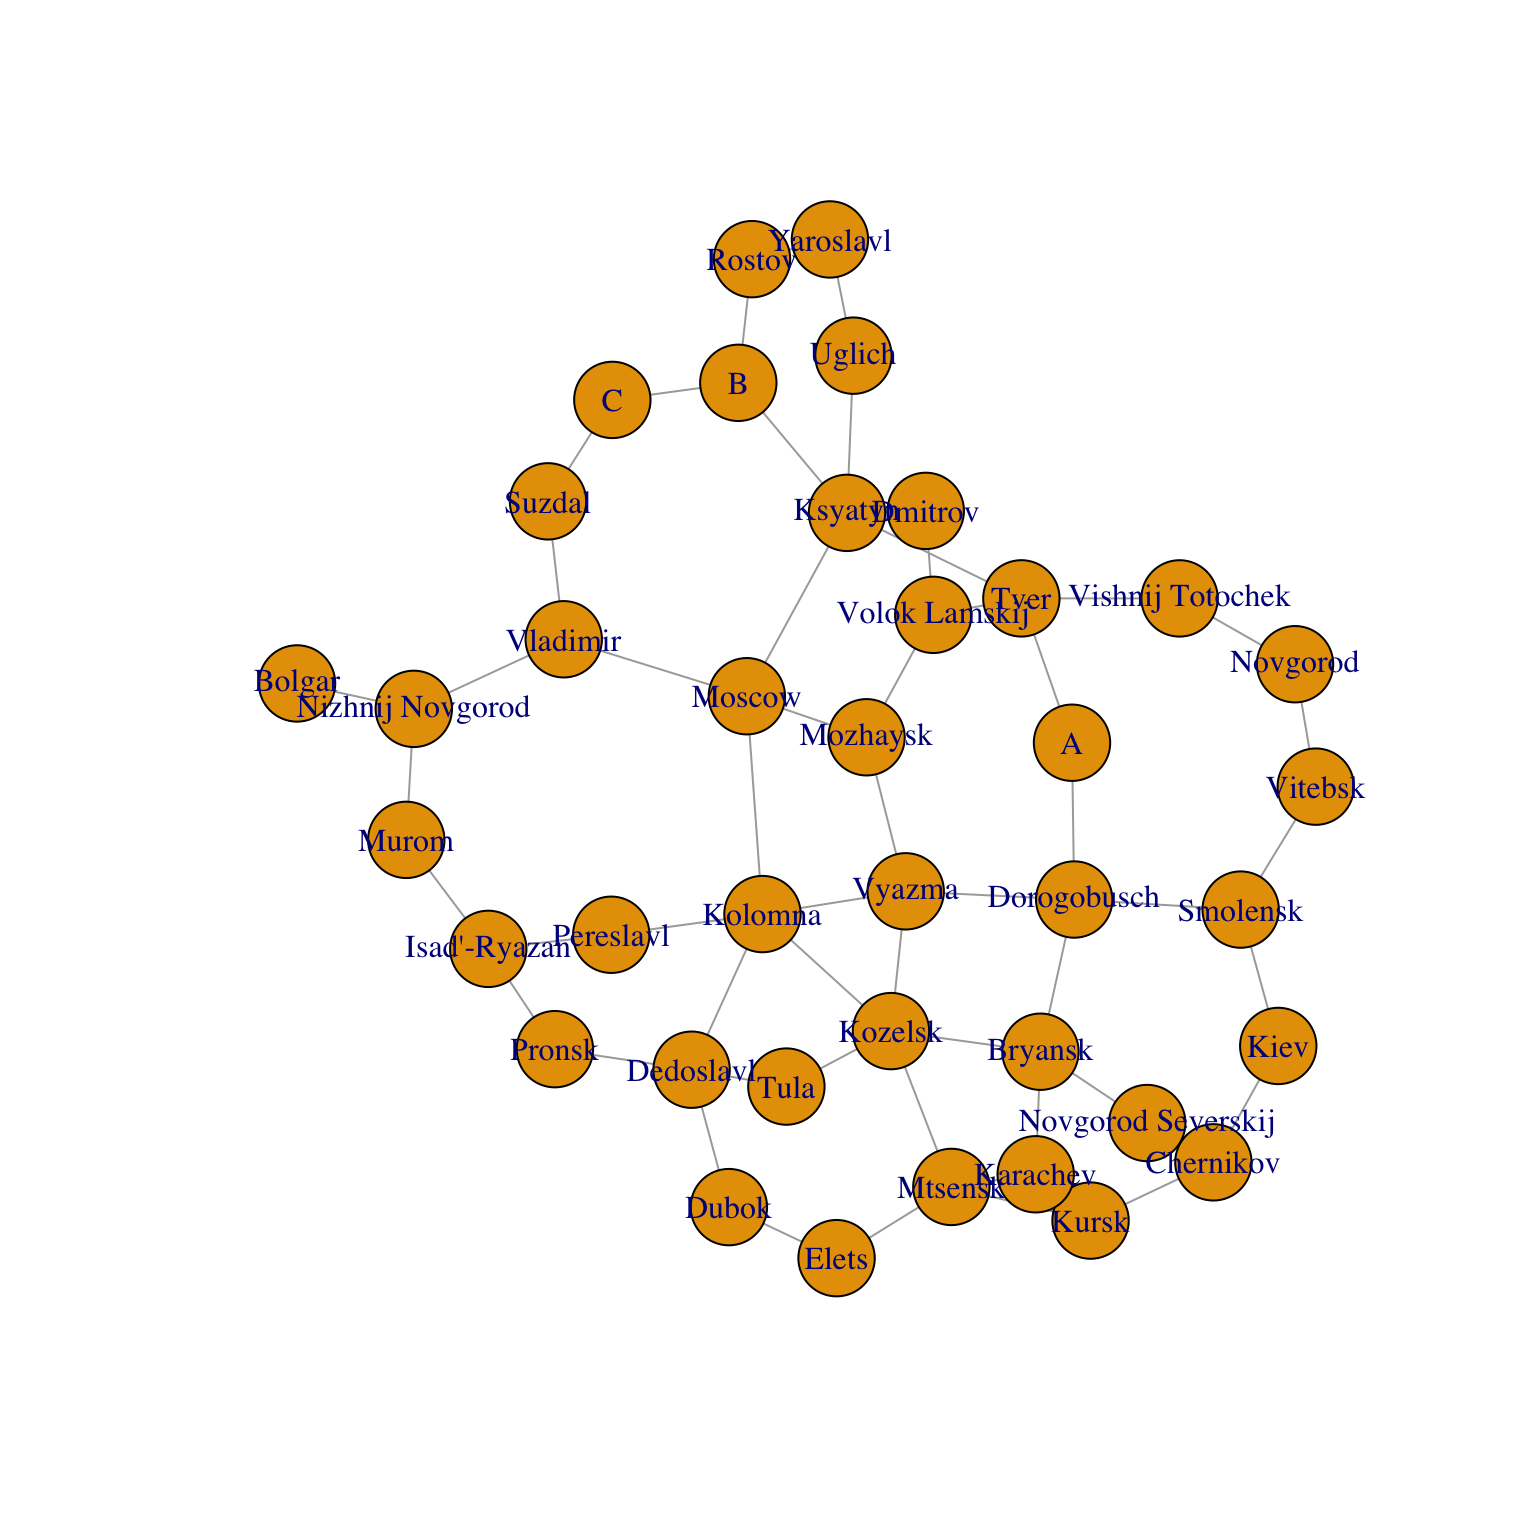 Yaroslavl
Rostov
Uglich
B
C
Suzdal
Ksyatyn
Dmitrov
Vishnij Totochek
Tver
Volok Lamskij
Vladimir
Novgorod
Bolgar
Moscow
Nizhnij Novgorod
Mozhaysk
A
Vitebsk
Murom
Vyazma
Dorogobusch
Smolensk
Kolomna
Pereslavl
Isad'-Ryazan
Kozelsk
Kiev
Pronsk
Bryansk
Dedoslavl
Tula
Novgorod Severskij
Chernikov
Karachev
Mtsensk
Dubok
Kursk
Elets